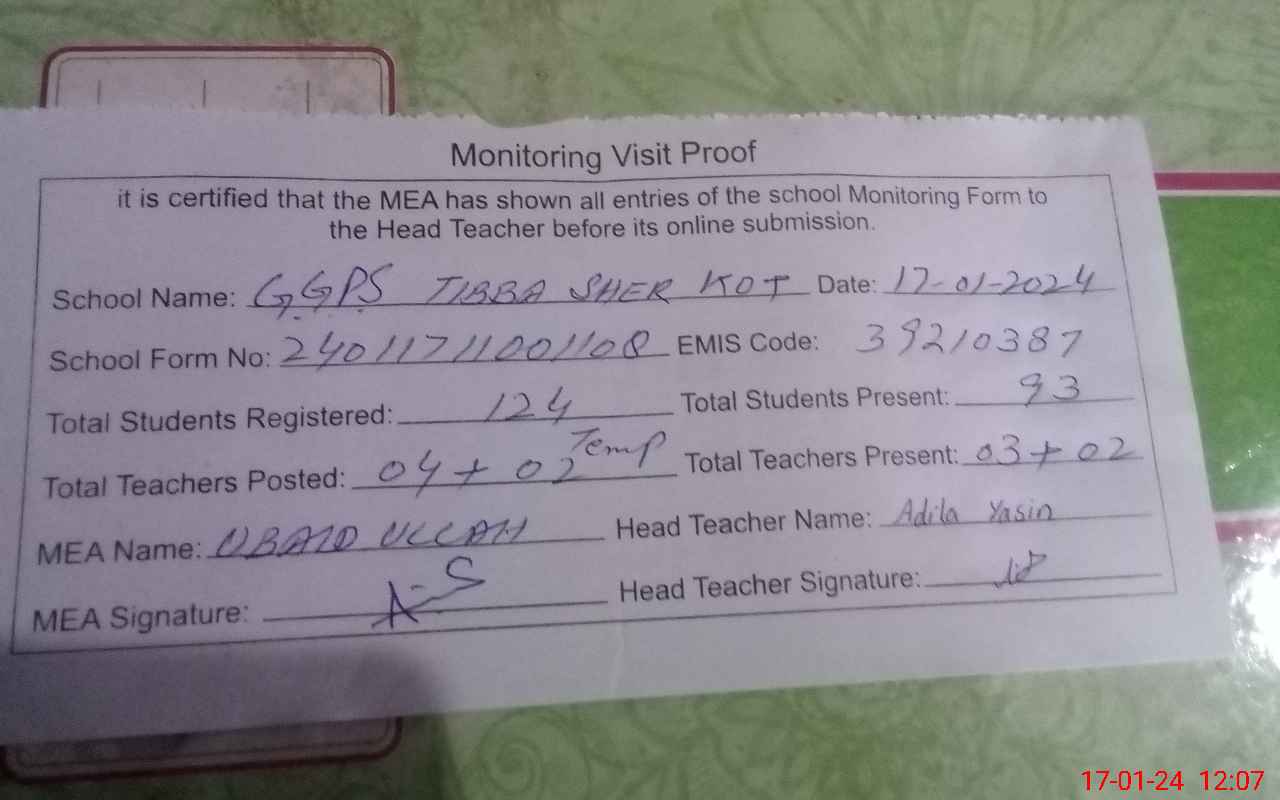 Monitoring Visit Proof
it is certified that the MEA has shown all entries of the school Monitoring Form to
the Head Teacher before its online submission.
School Name: G.G.P.S TIBBA SHER KOT Date: 17-01-2024
School Form No: 24011711001108 EMIS Code: 39210387
Total Students Registered: 124 Total Students Present: 93
Total Teachers Posted: 04 + 02 Temp Total Teachers Present: 03 + 02
MEA Name: UBAID ULLAH Head Teacher Name: Adila Yasin
MEA Signature: Head Teacher Signature:
17-01-24 12:07